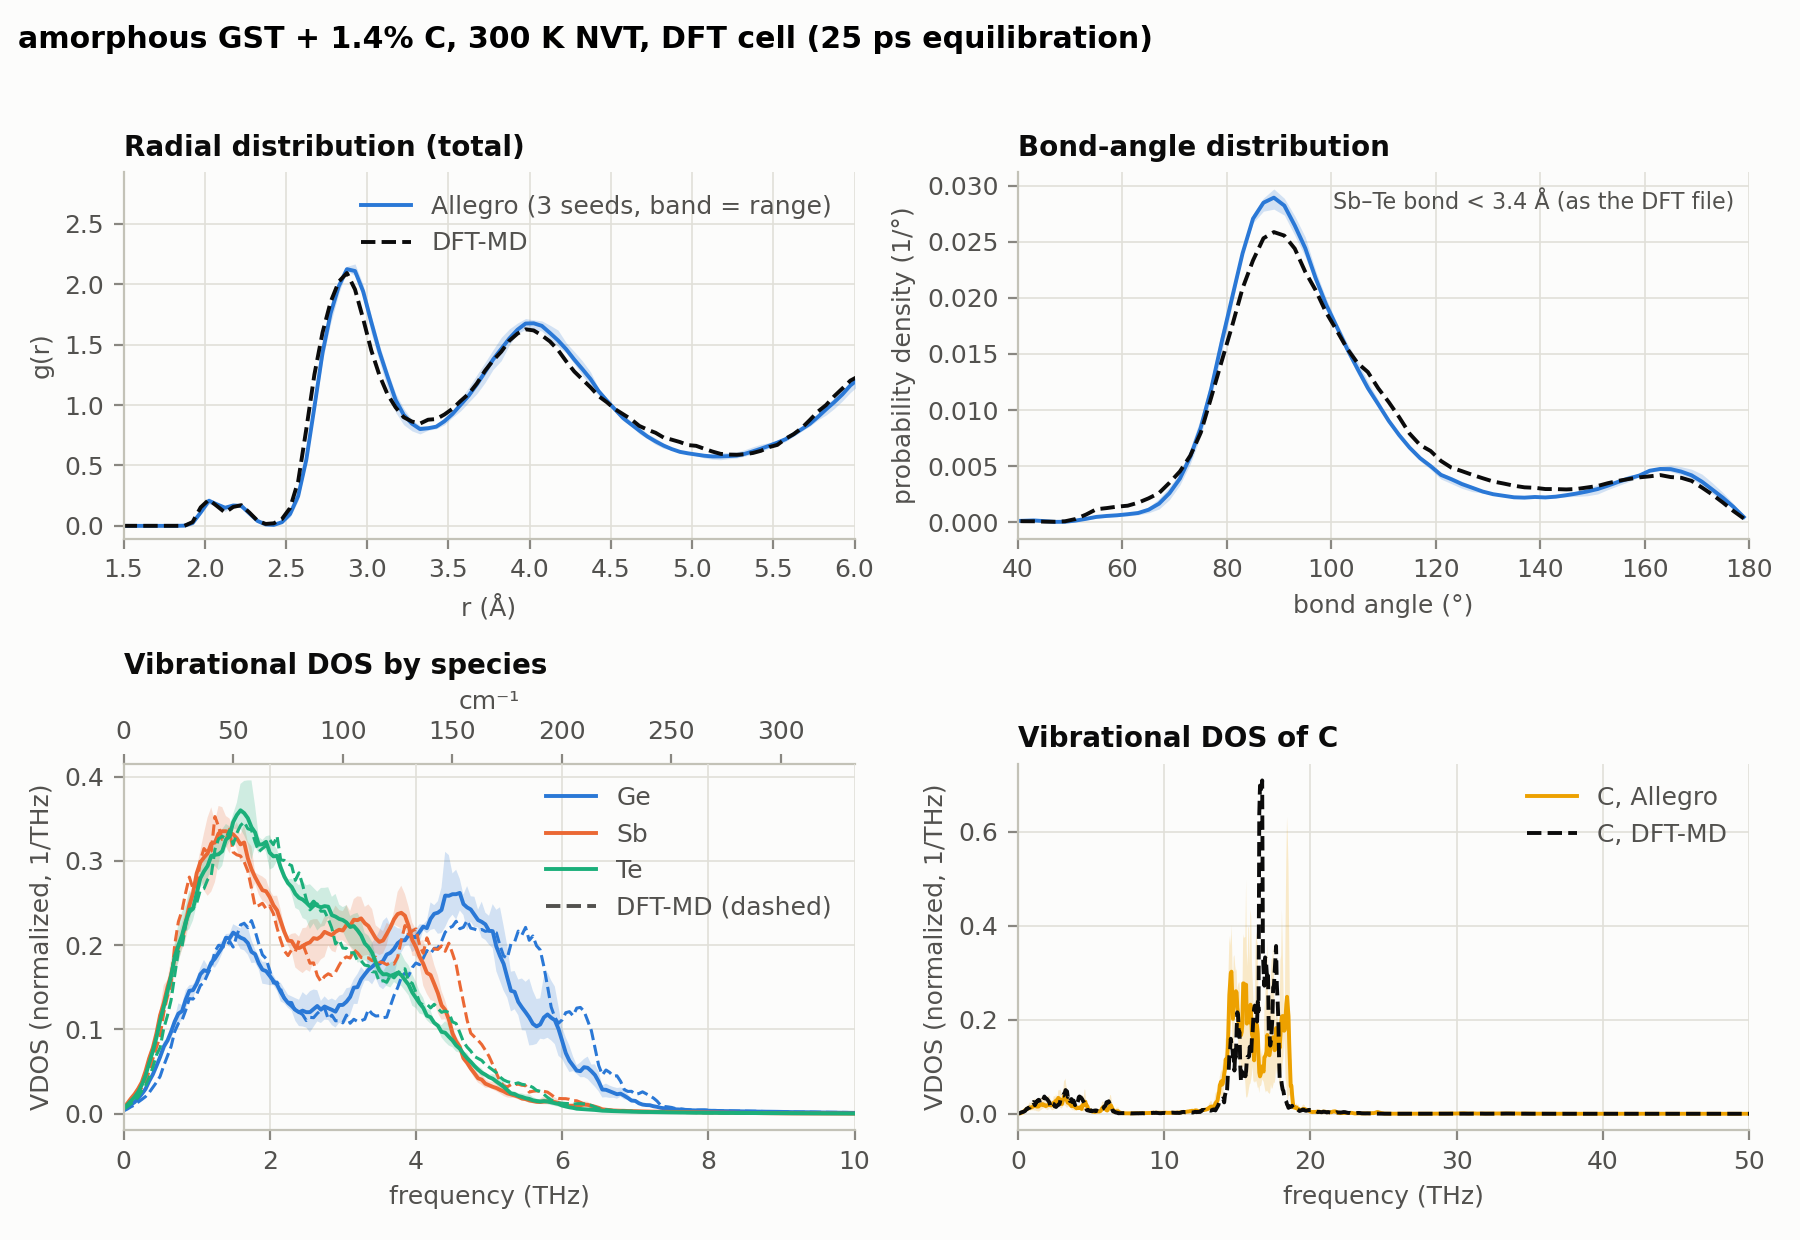 amorphous GST + 1.4% C, 300 K NVT, DFT cell (25 ps equilibration)
Radial distribution (total)
g(r)
2.5
2.0
1.5
1.0
0.5
0.0
Allegro (3 seeds, band = range)
DFT-MD
1.5 2.0 2.5 3.0 3.5 4.0 4.5 5.0 5.5 6.0
r (Å)
Bond-angle distribution
probability density (1/°)
0.030
0.025
0.020
0.015
0.010
0.005
0.000
Sb–Te bond < 3.4 Å (as the DFT file)
40 60 80 100 120 140 160 180
bond angle (°)
Vibrational DOS by species
cm⁻¹
0 50 100 150 200 250 300
VDOS (normalized, 1/THz)
0.4
0.3
0.2
0.1
0.0
Ge
Sb
Te
DFT-MD (dashed)
0 2 4 6 8 10
frequency (THz)
Vibrational DOS of C
VDOS (normalized, 1/THz)
0.6
0.4
0.2
0.0
C, Allegro
C, DFT-MD
0 10 20 30 40 50
frequency (THz)